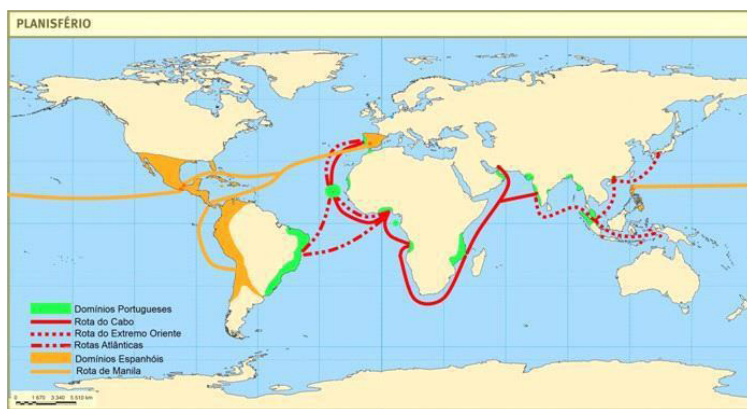 PLANISFÉRIO
Domínios Portugueses
Rota do Cabo
Rota do Extremo Oriente
Rotas Atlânticas
Domínios Espanhóis
Rota de Manila